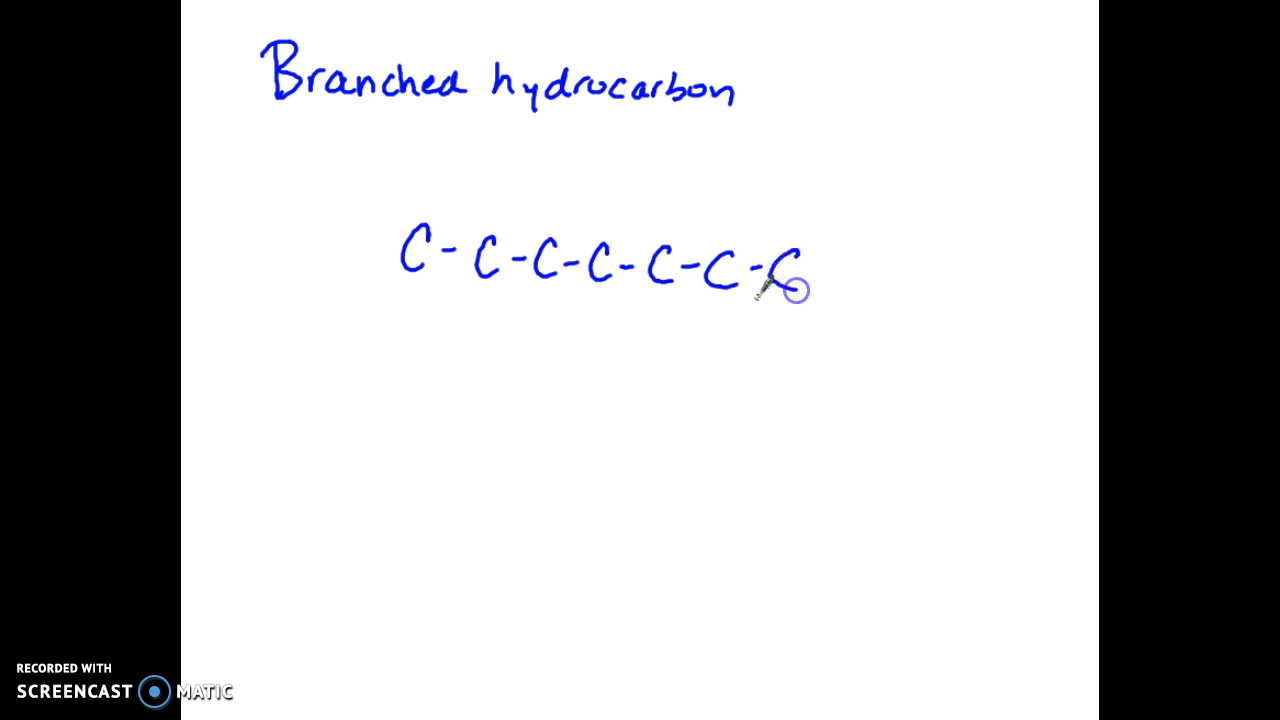 Branched hydrocarbon
C - C - C - C - C - C - C
RECORDED WITH
SCREENCAST MATIC